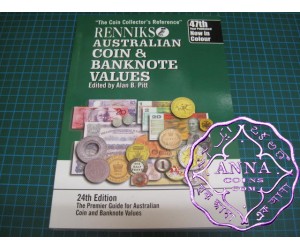 "The Coin Collector's Reference"
RENNIKS
AUSTRALIAN
COIN &
BANKNOTE
VALUES
Edited by Alan B. Pitt
47th
Now in
Colour
24th Edition
The Premier Guide for Australian
Coin and Banknote Values
ANNA
COINS
.COM